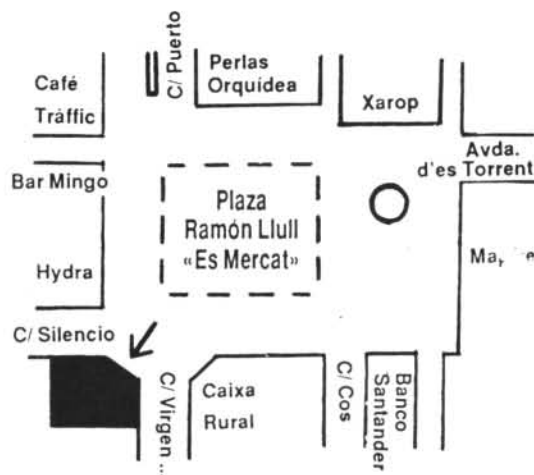 C/ Puerto
Perlas
Orquídea
Café
Tráffic
Xarop
Avda.
d'es Torrent
Bar Mingo
Plaza
Ramón Llull
«Es Mercat»
Hydra
C/ Silencio
C/ Virgen ..
Caixa
Rural
C/ Cos
Banco
Santander